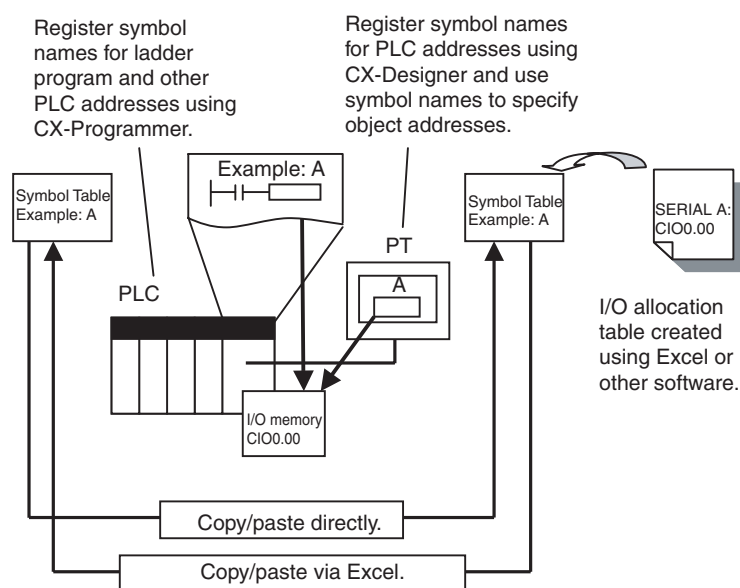 Register symbol
names for ladder
program and other
PLC addresses using
CX-Programmer.
Register symbol names
for PLC addresses using
CX-Designer and use
symbol names to specify
object addresses.
Symbol Table
Example: A
Example: A
Symbol Table
Example: A
SERIAL A:
CIO0.00
PT
A
PLC
I/O allocation
table created
using Excel or
other software.
I/O memory
CIO0.00
Copy/paste directly.
Copy/paste via Excel.